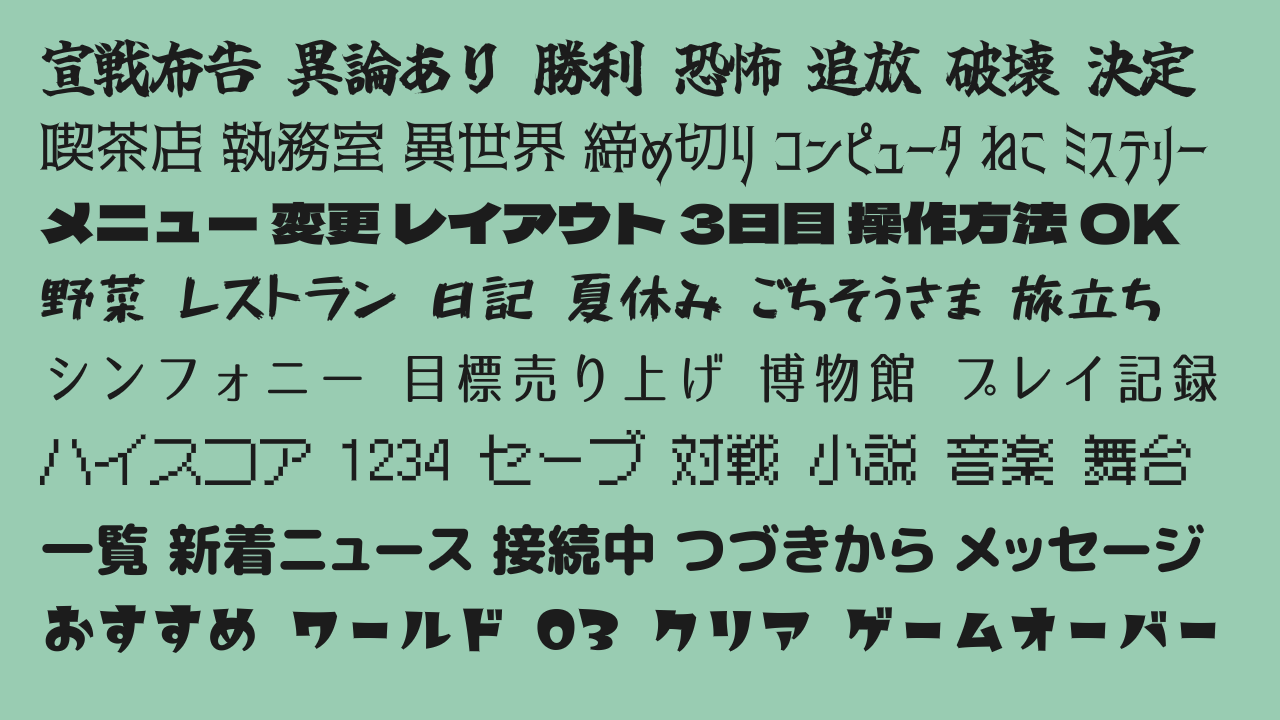 宣戦布告 異論あり 勝利 恐怖 追放 破壊 決定
喫茶店 執務室 異世界 締め切り コンピュータ ねこ ミステリー
メニュー 変更 レイアウト 3日目 操作方法 OK
野菜 レストラン 日記 夏休み ごちそうさま 旅立ち
シンフォニー 目標売り上げ 博物館 プレイ記録
ハイスコア 1234 セーブ 対戦 小説 音楽 舞台
一覧 新着ニュース 接続中 つづきから メッセージ
おすすめ ワールド 03 クリア ゲームオーバー